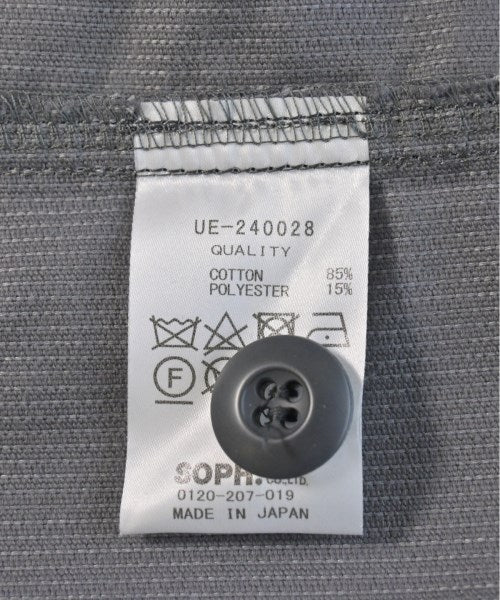 UE-240028
QUALITY
COTTON 85%
POLYESTER 15%
F
SOPH.
CO.,LTD.
0120-207-019
MADE IN JAPAN